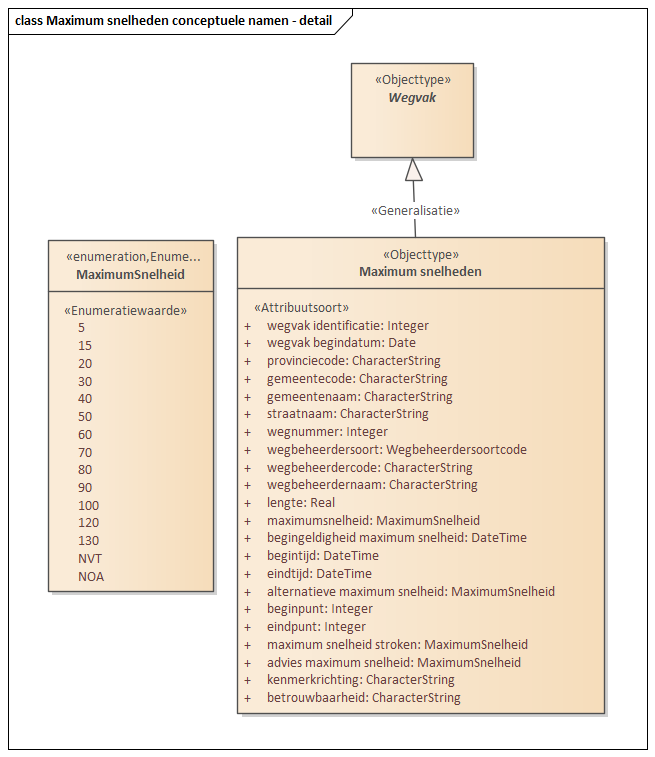 class Maximum snelheden conceptuele namen - detail
«Objecttype»
Wegvak
«Generalisatie»
«enumeration,Enume...
MaximumSnelheid
«Enumeratiewaarde»
5
15
20
30
40
50
60
70
80
90
100
120
130
NVT
NOA
«Objecttype»
Maximum snelheden
«Attribuutsoort»
+ wegvak identificatie: Integer
+ wegvak begindatum: Date
+ provinciecode: CharacterString
+ gemeentecode: CharacterString
+ gemeentenaam: CharacterString
+ straatnaam: CharacterString
+ wegnummer: Integer
+ wegbeheerdersoort: Wegbeheerdersoortcode
+ wegbeheerdercode: CharacterString
+ wegbeheerdernaam: CharacterString
+ lengte: Real
+ maximumsnelheid: MaximumSnelheid
+ begingeldigheid maximum snelheid: DateTime
+ begintijd: DateTime
+ eindtijd: DateTime
+ alternatieve maximum snelheid: MaximumSnelheid
+ beginpunt: Integer
+ eindpunt: Integer
+ maximum snelheid stroken: MaximumSnelheid
+ advies maximum snelheid: MaximumSnelheid
+ kenmerkrichting: CharacterString
+ betrouwbaarheid: CharacterString